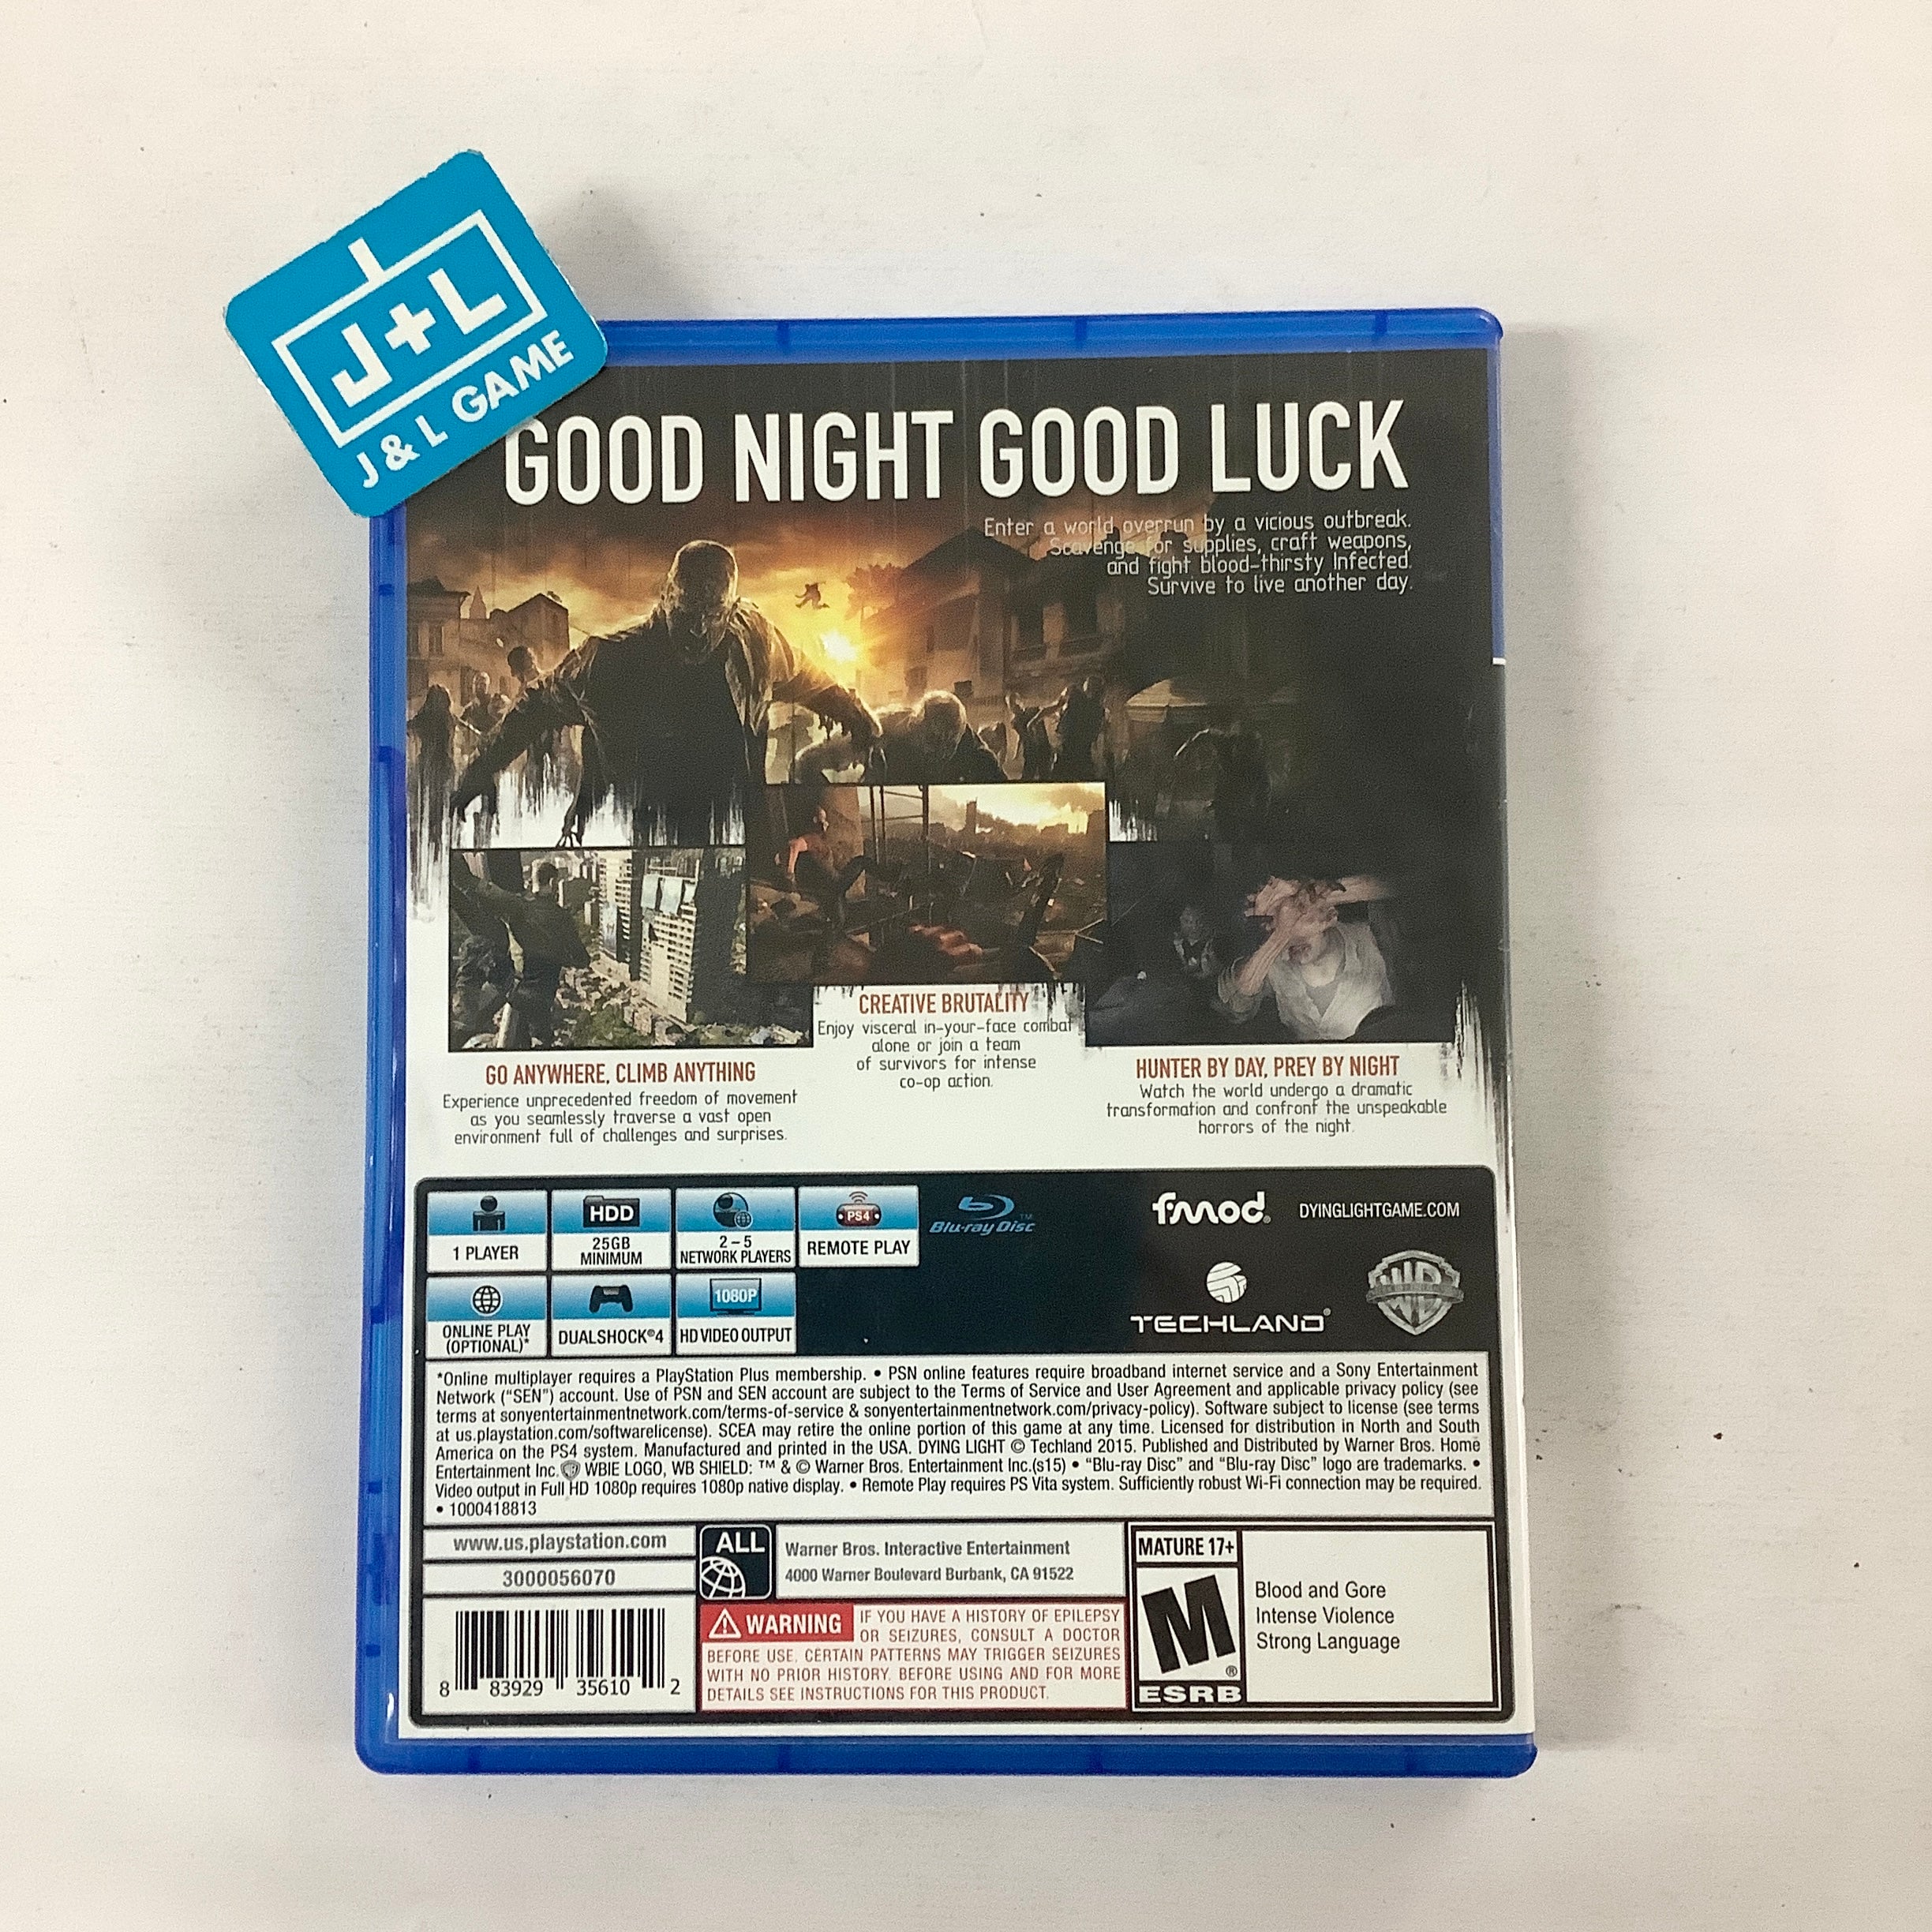 J+L
J & L GAME
GOOD NIGHT GOOD LUCK
Enter a world overrun by a vicious outbreak.
Scavenge for supplies, craft weapons,
and fight blood-thirsty Infected.
Survive to live another day.
CREATIVE BRUTALITY
Enjoy visceral in-your-face combat
alone or join a team
of survivors for intense
co-op action.
GO ANYWHERE, CLIMB ANYTHING
Experience unprecedented freedom of movement
as you seamlessly traverse a vast open
environment full of challenges and surprises.
HUNTER BY DAY, PREY BY NIGHT
Watch the world undergo a dramatic
transformation and confront the unspeakable
horrors of the night.
1 PLAYER
HDD
25GB
MINIMUM
2 – 5
NETWORK PLAYERS
PS4
REMOTE PLAY
Blu-ray Disc™
fmod®
DYINGLIGHTGAME.COM
ONLINE PLAY
(OPTIONAL)*
DUALSHOCK®4
1080P
HD VIDEO OUTPUT
TECHLAND®
WB
*Online multiplayer requires a PlayStation Plus membership. • PSN online features require broadband internet service and a Sony Entertainment
Network (“SEN”) account. Use of PSN and SEN account are subject to the Terms of Service and User Agreement and applicable privacy policy (see
terms at sonyentertainmentnetwork.com/terms-of-service & sonyentertainmentnetwork.com/privacy-policy). Software subject to license (see terms
at us.playstation.com/softwarelicense). SCEA may retire the online portion of this game at any time. Licensed for distribution in North and South
America on the PS4 system. Manufactured and printed in the USA. DYING LIGHT © Techland 2015. Published and Distributed by Warner Bros. Home
Entertainment Inc. WBIE LOGO, WB SHIELD: ™ & © Warner Bros. Entertainment Inc.(s15) • “Blu-ray Disc” and “Blu-ray Disc” logo are trademarks. •
Video output in Full HD 1080p requires 1080p native display. • Remote Play requires PS Vita system. Sufficiently robust Wi-Fi connection may be required.
• 1000418813
www.us.playstation.com
3000056070
ALL
Warner Bros. Interactive Entertainment
4000 Warner Boulevard Burbank, CA 91522
8 83929 35610 2
WARNING IF YOU HAVE A HISTORY OF EPILEPSY
OR SEIZURES, CONSULT A DOCTOR
BEFORE USE. CERTAIN PATTERNS MAY TRIGGER SEIZURES
WITH NO PRIOR HISTORY. BEFORE USING AND FOR MORE
DETAILS SEE INSTRUCTIONS FOR THIS PRODUCT.
MATURE 17+
M®
ESRB
Blood and Gore
Intense Violence
Strong Language